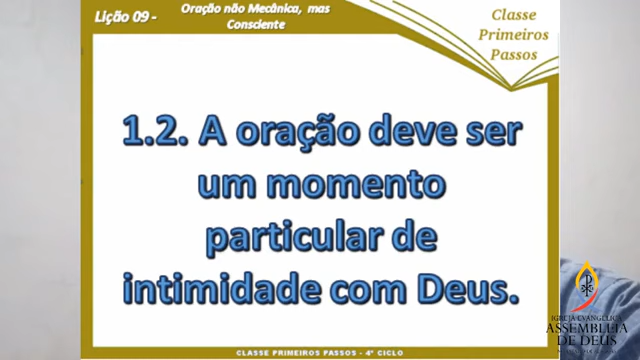 Lição 09 -
Oração não Mecânica, mas
Consciente
Classe
Primeiros
Passos
1.2. A oração deve ser
um momento
particular de
intimidade com Deus.
IGREJA EVANGÉLICA
ASSEMBLEIA
DE DEUS
CLASSE PRIMEIROS PASSOS - 4º CICLO